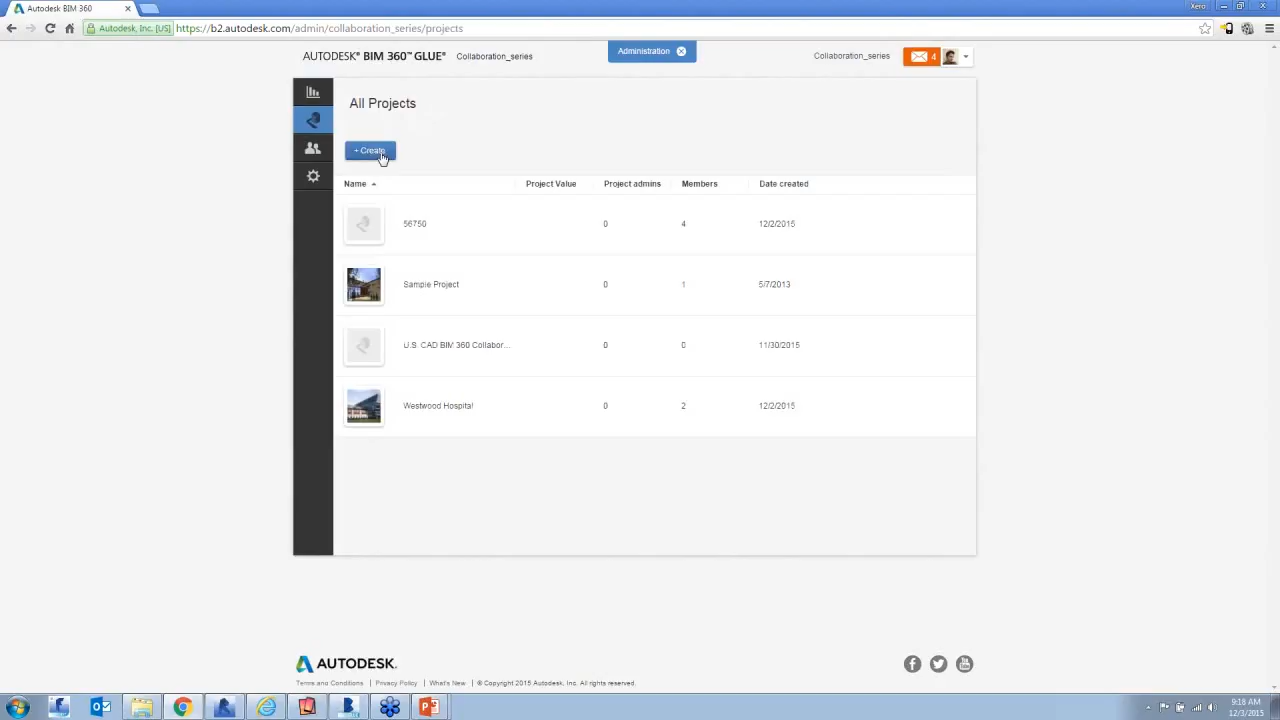 Autodesk BIM 360
Xero
Autodesk, Inc. [US]
https://b2.autodesk.com/admin/collaboration_series/projects
AUTODESK® BIM 360™ GLUE®
Collaboration_series
Administration
Collaboration_series
4
All Projects
+ Create
Name
Project Value
Project admins
Members
Date created
56750
0
4
12/2/2015
Sample Project
0
1
5/7/2013
U.S. CAD BIM 360 Collabor...
0
0
11/30/2015
Westwood Hospital
0
2
12/2/2015
AUTODESK.
Terms and Conditions | Privacy Policy | What's New | © Copyright 2015 Autodesk, Inc. All rights reserved.
9:18 AM
12/3/2015